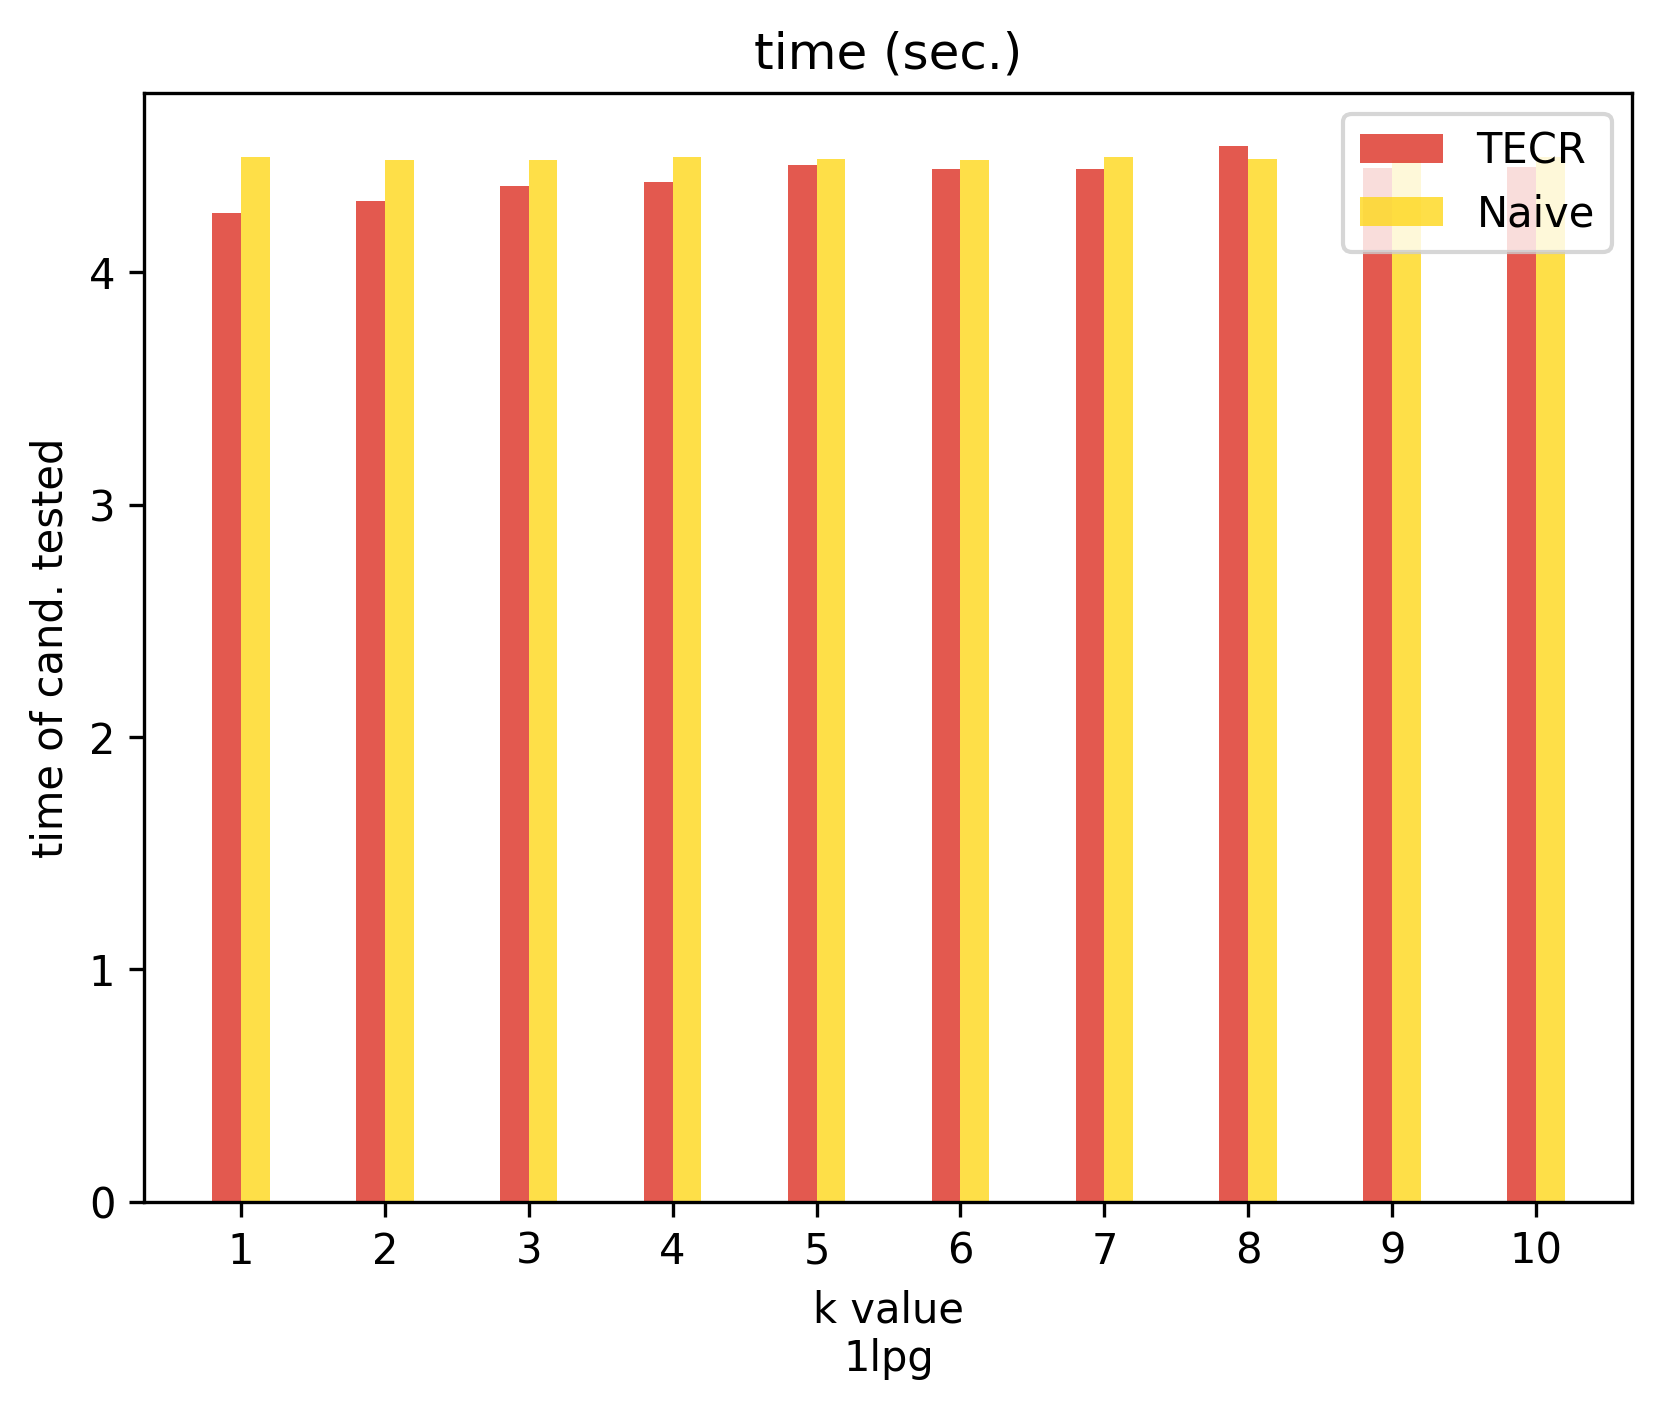 time (sec.)
TECR
Naive
time of cand. tested
4
3
2
1
0
1 2 3 4 5 6 7 8 9 10
k value
1lpg